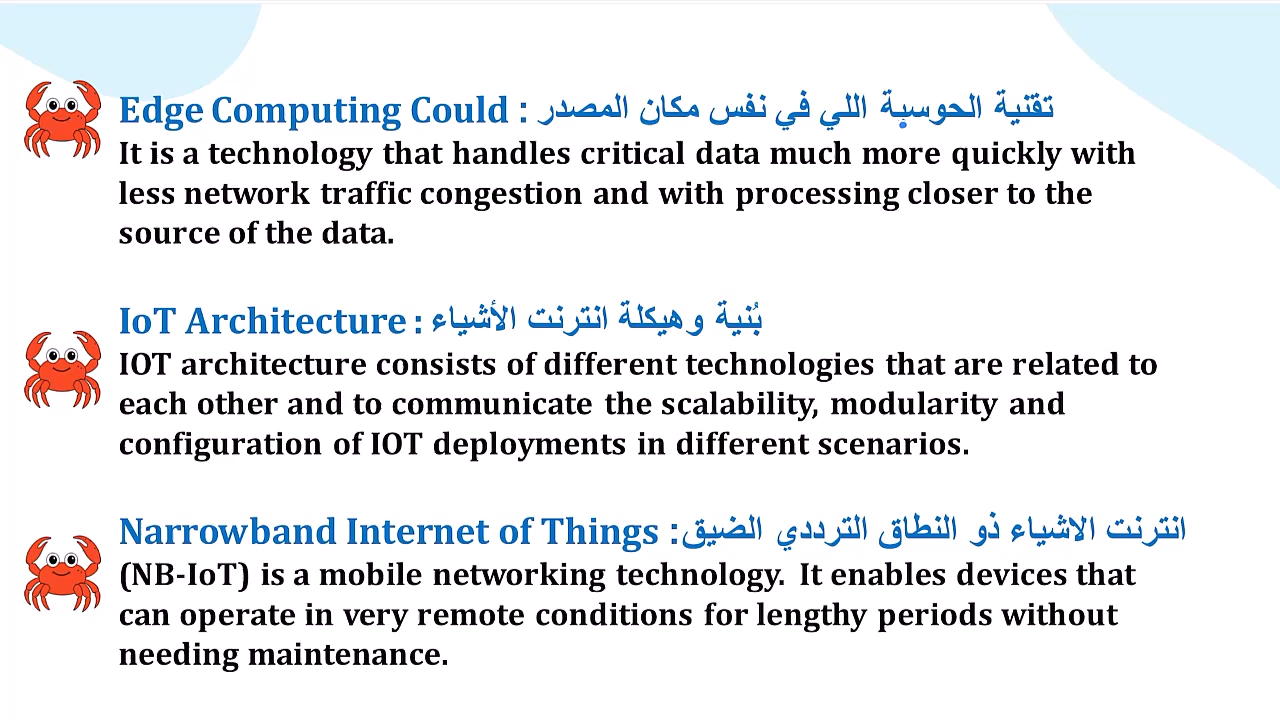 Edge Computing Could : تقنية الحوسبة اللي في نفس مكان المصدر
It is a technology that handles critical data much more quickly with
less network traffic congestion and with processing closer to the
source of the data.
IoT Architecture : بُنية وهيكلة انترنت الأشياء
IOT architecture consists of different technologies that are related to
each other and to communicate the scalability, modularity and
configuration of IOT deployments in different scenarios.
Narrowband Internet of Things : انترنت الاشياء ذو النطاق الترددي الضيق
(NB-IoT) is a mobile networking technology. It enables devices that
can operate in very remote conditions for lengthy periods without
needing maintenance.